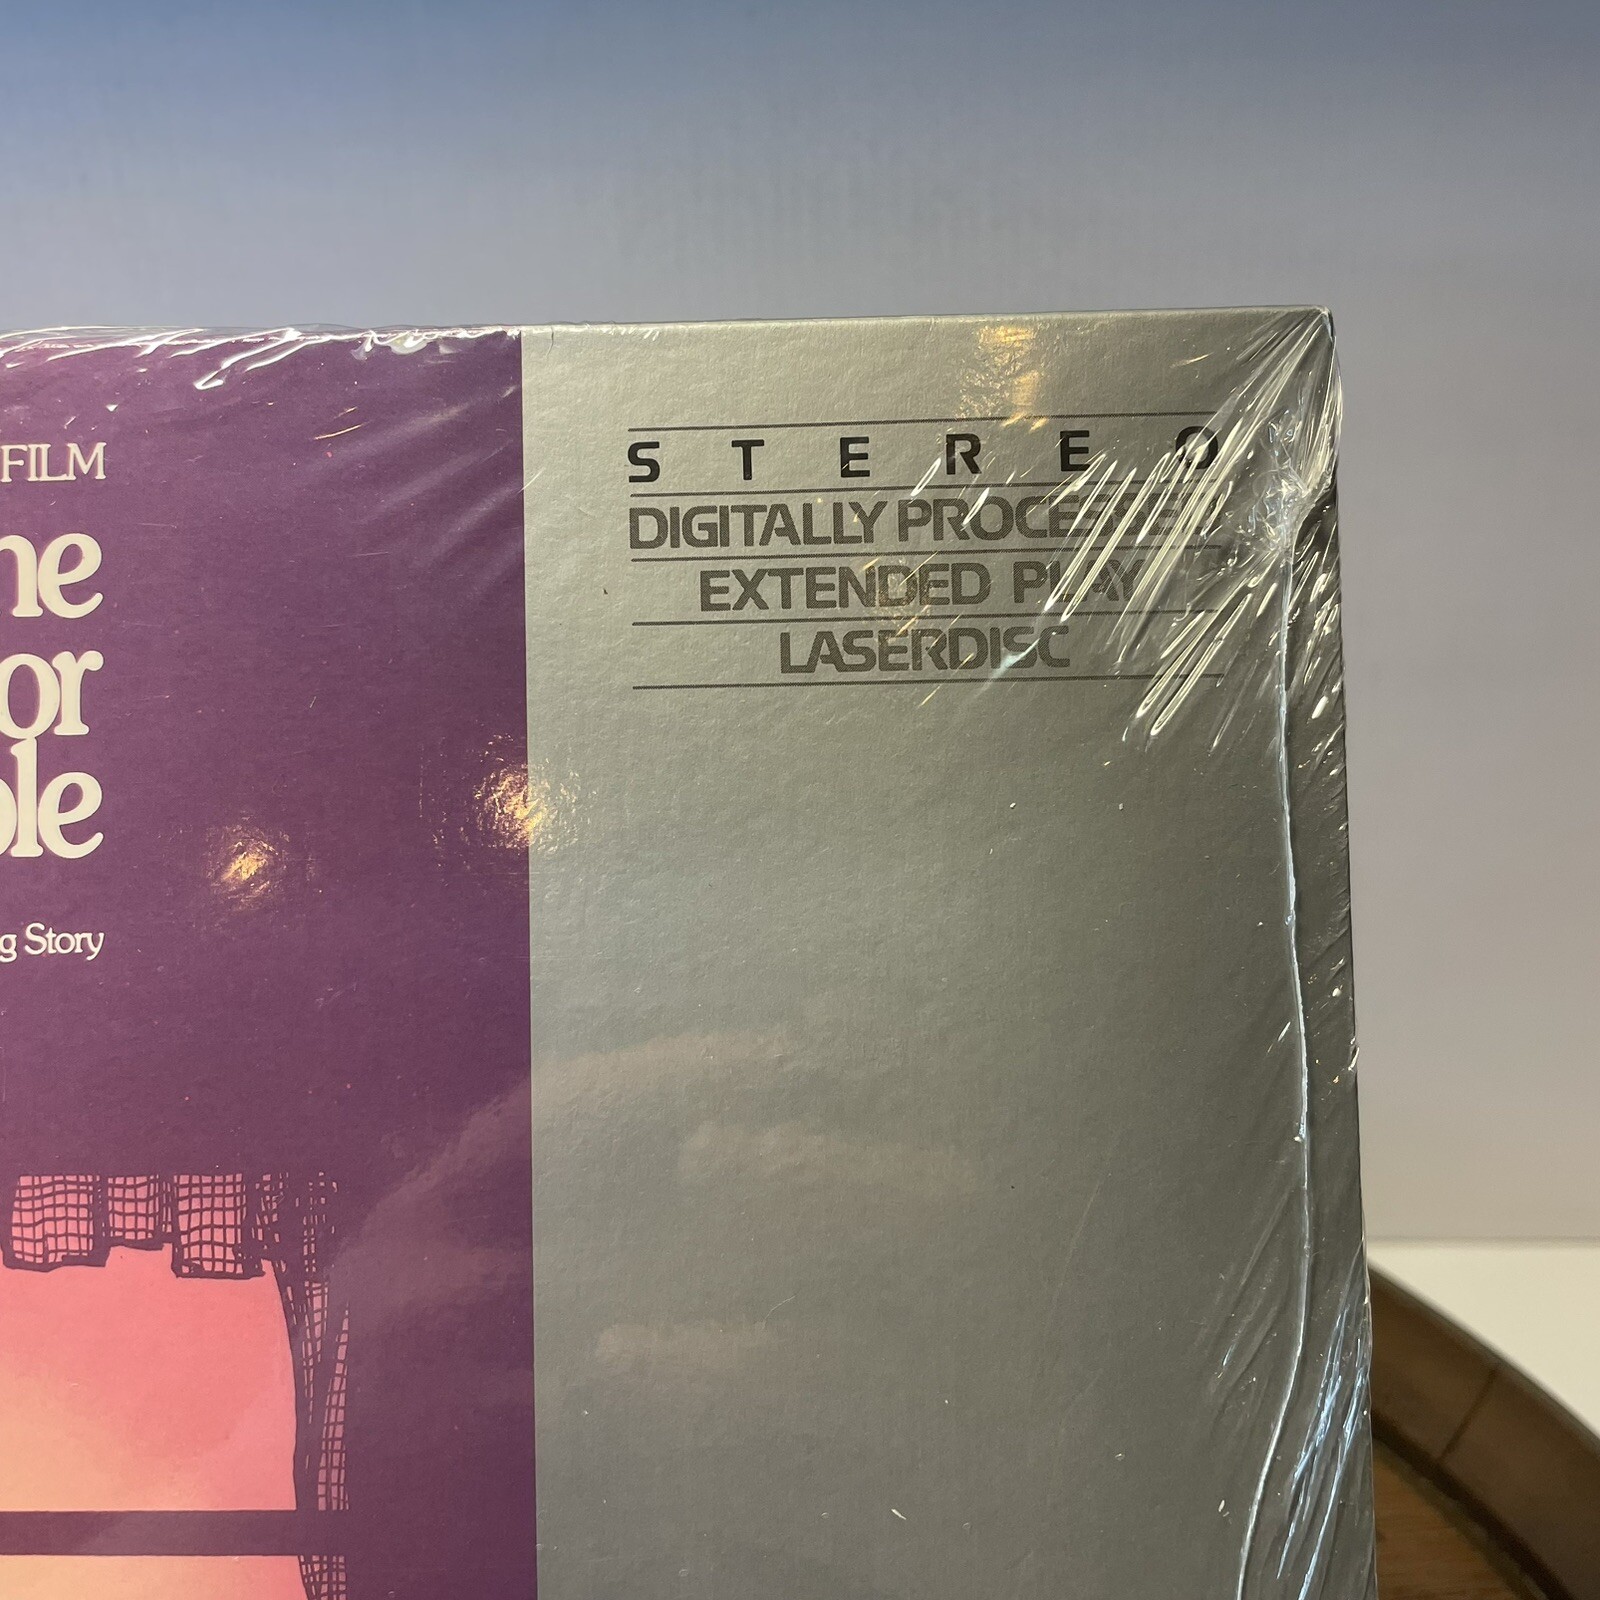 FILM
ne
or
ole
g Story
STEREO
DIGITALLY PROCESSED
EXTENDED PLAY
LASERDISC